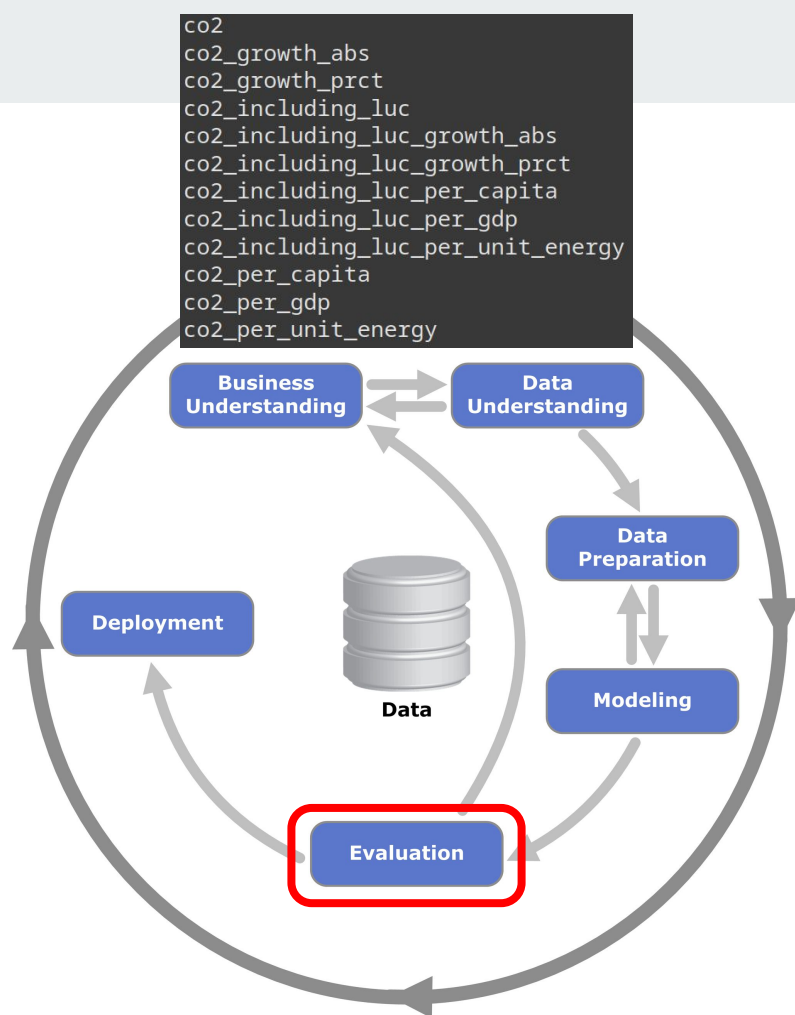 co2
co2_growth_abs
co2_growth_prct
co2_including_luc
co2_including_luc_growth_abs
co2_including_luc_growth_prct
co2_including_luc_per_capita
co2_including_luc_per_gdp
co2_including_luc_per_unit_energy
co2_per_capita
co2_per_gdp
co2_per_unit_energy
Business
Understanding
Data
Understanding
Data
Preparation
Deployment
Data
Modeling
Evaluation